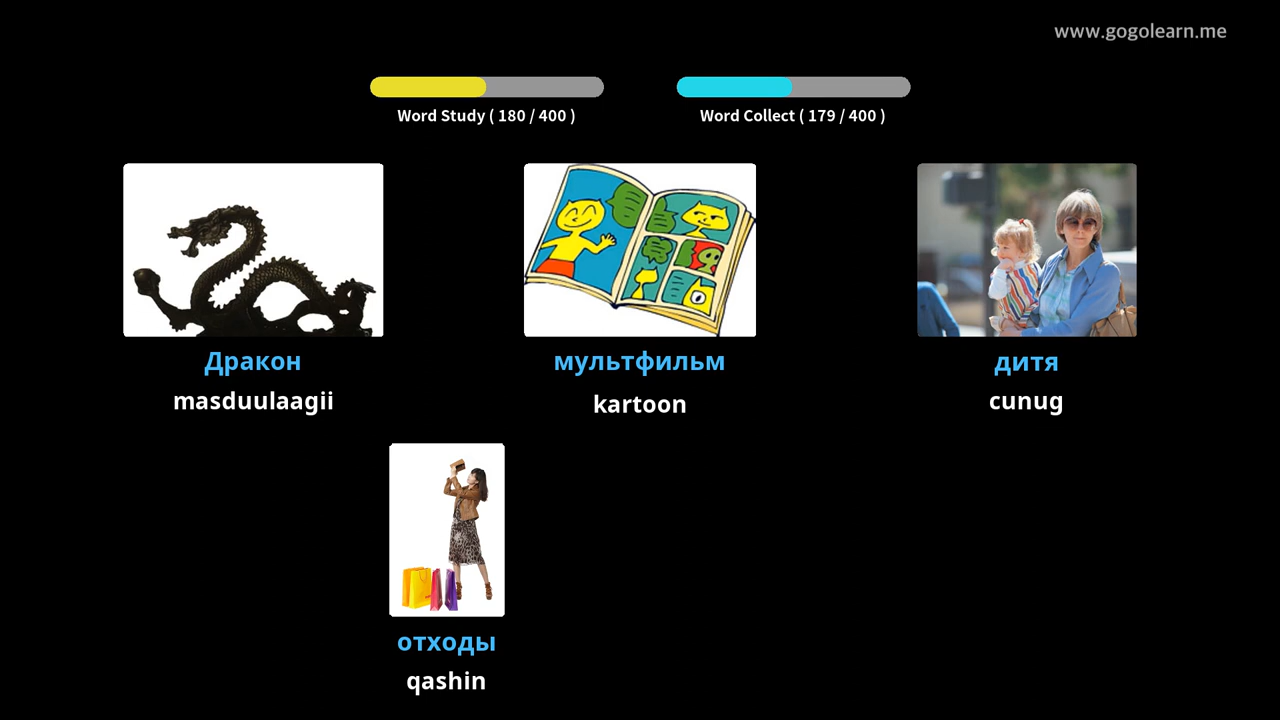 www.gogolearn.me
Word Study ( 180 / 400 )
Word Collect ( 179 / 400 )
Дракон
мультфильм
дитя
masduulaagii
kartoon
cunug
отходы
qashin